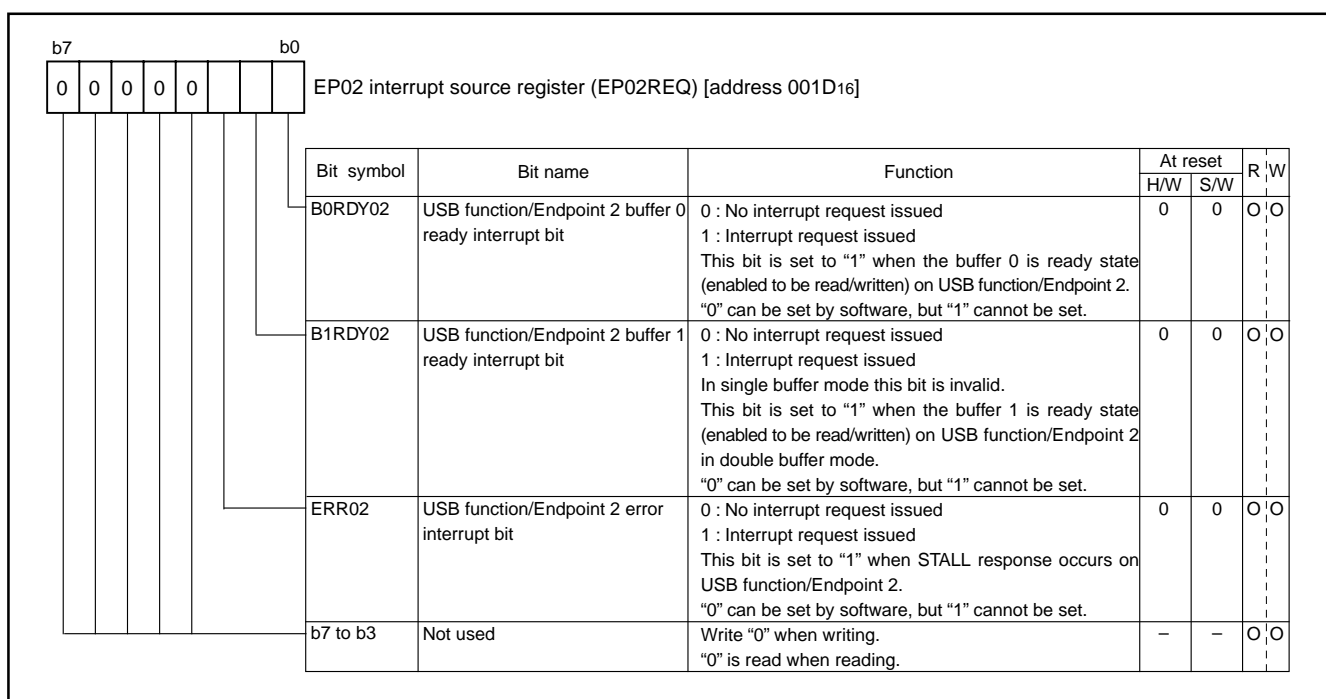 b7 b0
0 0 0 0 0
EP02 interrupt source register (EP02REQ) [address 001D16]
Bit symbol Bit name Function At reset R W
H/W S/W
B0RDY02 USB function/Endpoint 2 buffer 0 0 : No interrupt request issued 0 0 O O
ready interrupt bit 1 : Interrupt request issued
This bit is set to “1” when the buffer 0 is ready state
(enabled to be read/written) on USB function/Endpoint 2.
“0” can be set by software, but “1” cannot be set.
B1RDY02 USB function/Endpoint 2 buffer 1 0 : No interrupt request issued 0 0 O O
ready interrupt bit 1 : Interrupt request issued
In single buffer mode this bit is invalid.
This bit is set to “1” when the buffer 1 is ready state
(enabled to be read/written) on USB function/Endpoint 2
in double buffer mode.
“0” can be set by software, but “1” cannot be set.
ERR02 USB function/Endpoint 2 error 0 : No interrupt request issued 0 0 O O
interrupt bit 1 : Interrupt request issued
This bit is set to “1” when STALL response occurs on
USB function/Endpoint 2.
“0” can be set by software, but “1” cannot be set.
b7 to b3 Not used Write “0” when writing. – – O O
“0” is read when reading.